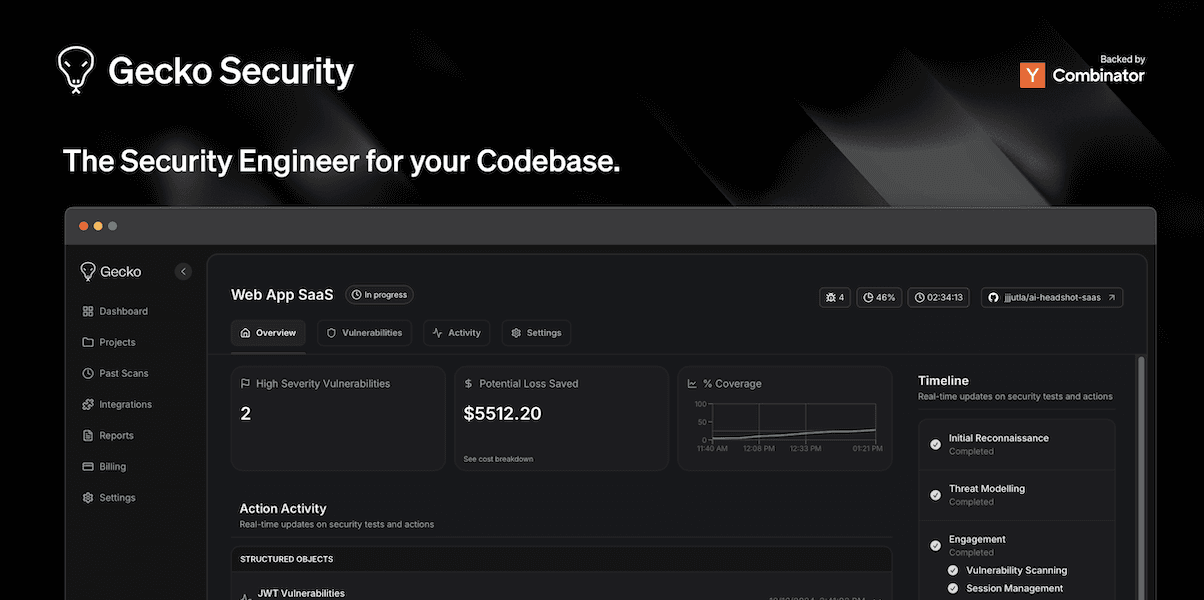 Gecko Security
Backed by
Y Combinator
The Security Engineer for your Codebase.
Gecko
Dashboard
Projects
Past Scans
Integrations
Reports
Billing
Settings
Web App SaaS
In progress
4
46%
02:34:13
jjjutla/ai-headshot-saas
Overview
Vulnerabilities
Activity
Settings
High Severity Vulnerabilities
2
$ Potential Loss Saved
$5512.20
See cost breakdown
% Coverage
100
50
0
11:40 AM
12:08 PM
12:33 PM
01:21 PM
Action Activity
Real-time updates on security tests and actions
STRUCTURED OBJECTS
JWT Vulnerabilities
Timeline
Real-time updates on security tests and actions
Initial Reconnaissance
Completed
Threat Modelling
Completed
Engagement
Completed
Vulnerability Scanning
Session Management